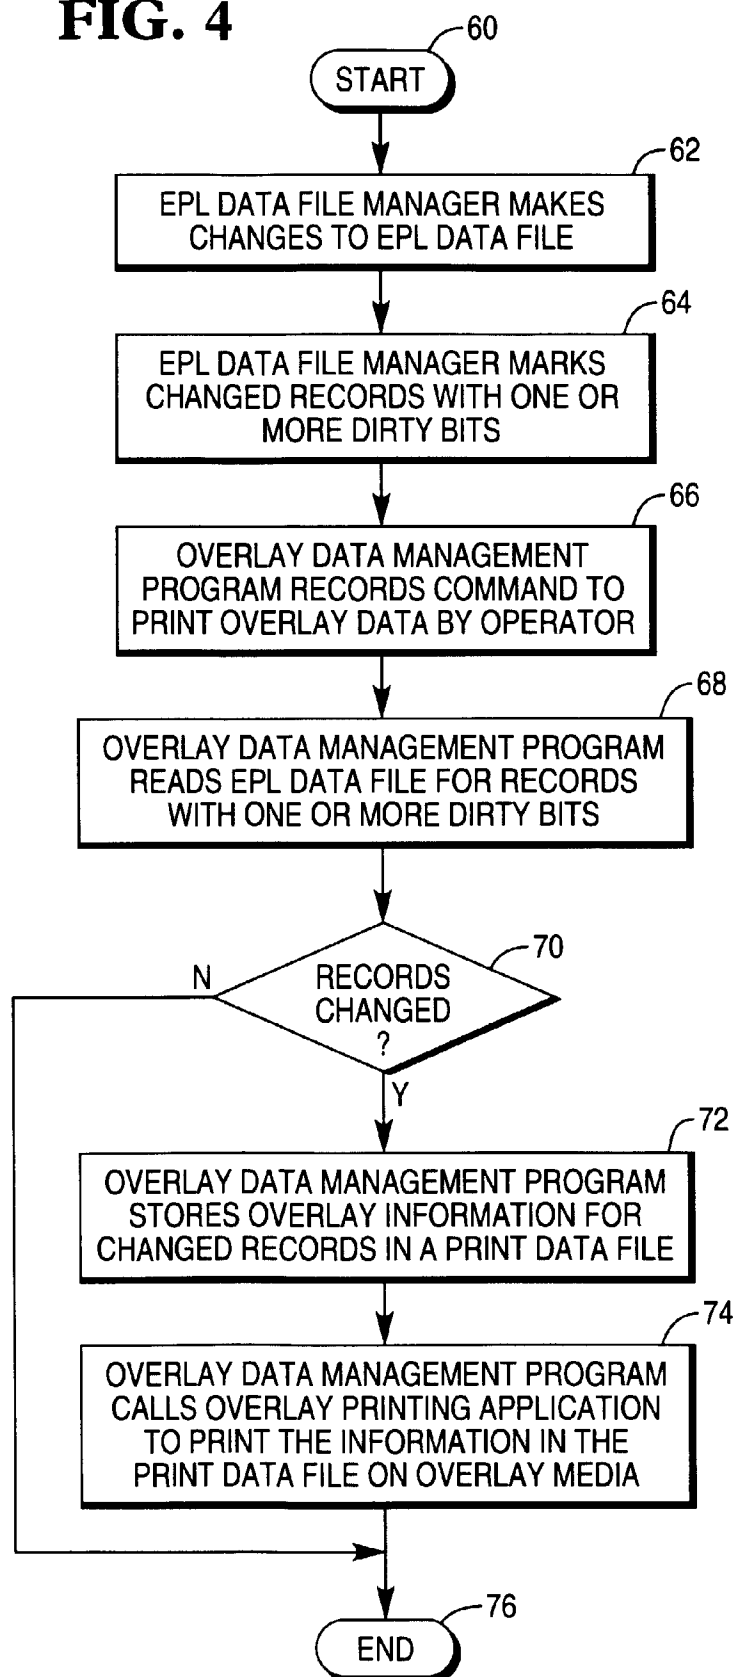 FIG. 4
60
START
62
EPL DATA FILE MANAGER MAKES
CHANGES TO EPL DATA FILE
64
EPL DATA FILE MANAGER MARKS
CHANGED RECORDS WITH ONE OR
MORE DIRTY BITS
66
OVERLAY DATA MANAGEMENT
PROGRAM RECORDS COMMAND TO
PRINT OVERLAY DATA BY OPERATOR
68
OVERLAY DATA MANAGEMENT PROGRAM
READS EPL DATA FILE FOR RECORDS
WITH ONE OR MORE DIRTY BITS
70
N
RECORDS
CHANGED
?
Y
72
OVERLAY DATA MANAGEMENT PROGRAM
STORES OVERLAY INFORMATION FOR
CHANGED RECORDS IN A PRINT DATA FILE
74
OVERLAY DATA MANAGEMENT PROGRAM
CALLS OVERLAY PRINTING APPLICATION
TO PRINT THE INFORMATION IN THE
PRINT DATA FILE ON OVERLAY MEDIA
76
END